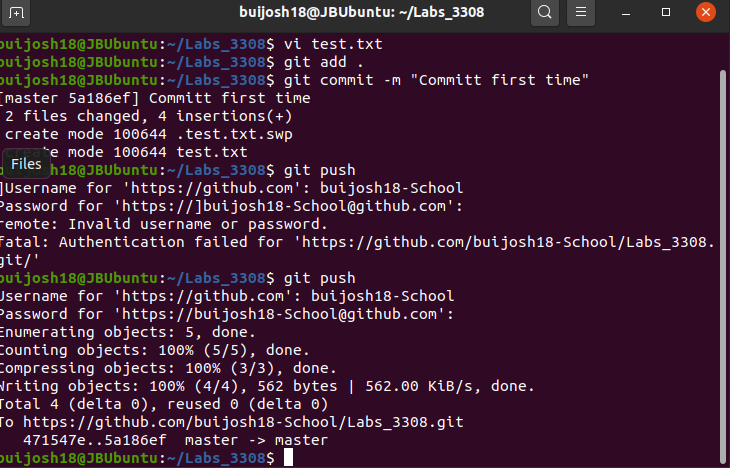 buijosh18@JBUbuntu: ~/Labs_3308
buijosh18@JBUbuntu:~/Labs_3308$ vi test.txt
buijosh18@JBUbuntu:~/Labs_3308$ git add .
buijosh18@JBUbuntu:~/Labs_3308$ git commit -m "Committ first time"
[master 5a186ef] Committ first time
2 files changed, 4 insertions(+)
create mode 100644 .test.txt.swp
mode 100644 test.txt
Files
buijosh18@JBUbuntu:~/Labs_3308$ git push
]Username for 'https://github.com': buijosh18-School
Password for 'https://]buijosh18-School@github.com':
remote: Invalid username or password.
fatal: Authentication failed for 'https://github.com/buijosh18-School/Labs_3308.
git/'
buijosh18@JBUbuntu:~/Labs_3308$ git push
Username for 'https://github.com': buijosh18-School
Password for 'https://buijosh18-School@github.com':
Enumerating objects: 5, done.
Counting objects: 100% (5/5), done.
Compressing objects: 100% (3/3), done.
Writing objects: 100% (4/4), 562 bytes | 562.00 KiB/s, done.
Total 4 (delta 0), reused 0 (delta 0)
To https://github.com/buijosh18-School/Labs_3308.git
471547e..5a186ef  master -> master
buijosh18@JBUbuntu:~/Labs_3308$